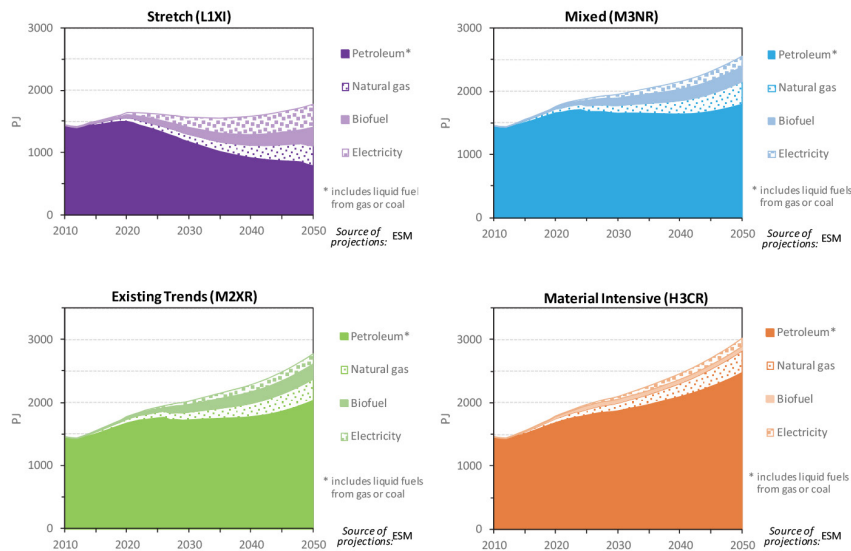 Stretch (L1XI)
3000
2000
1000
0
PJ
2010
2020
2030
2040
2050
Petroleum*
Natural gas
Biofuel
Electricity
* includes liquid fuels
from gas or coal
Source of
projections: ESM
Mixed (M3NR)
3000
2000
1000
0
PJ
2010
2020
2030
2040
2050
Petroleum*
Natural gas
Biofuel
Electricity
* includes liquid fuels
from gas or coal
Source of
projections: ESM
Existing Trends (M2XR)
3000
2000
1000
0
PJ
2010
2020
2030
2040
2050
Petroleum*
Natural gas
Biofuel
Electricity
* includes liquid fuels
from gas or coal
Source of
projections: ESM
Material Intensive (H3CR)
3000
2000
1000
0
PJ
2010
2020
2030
2040
2050
Petroleum*
Natural gas
Biofuel
Electricity
* includes liquid fuels
from gas or coal
Source of
projections: ESM